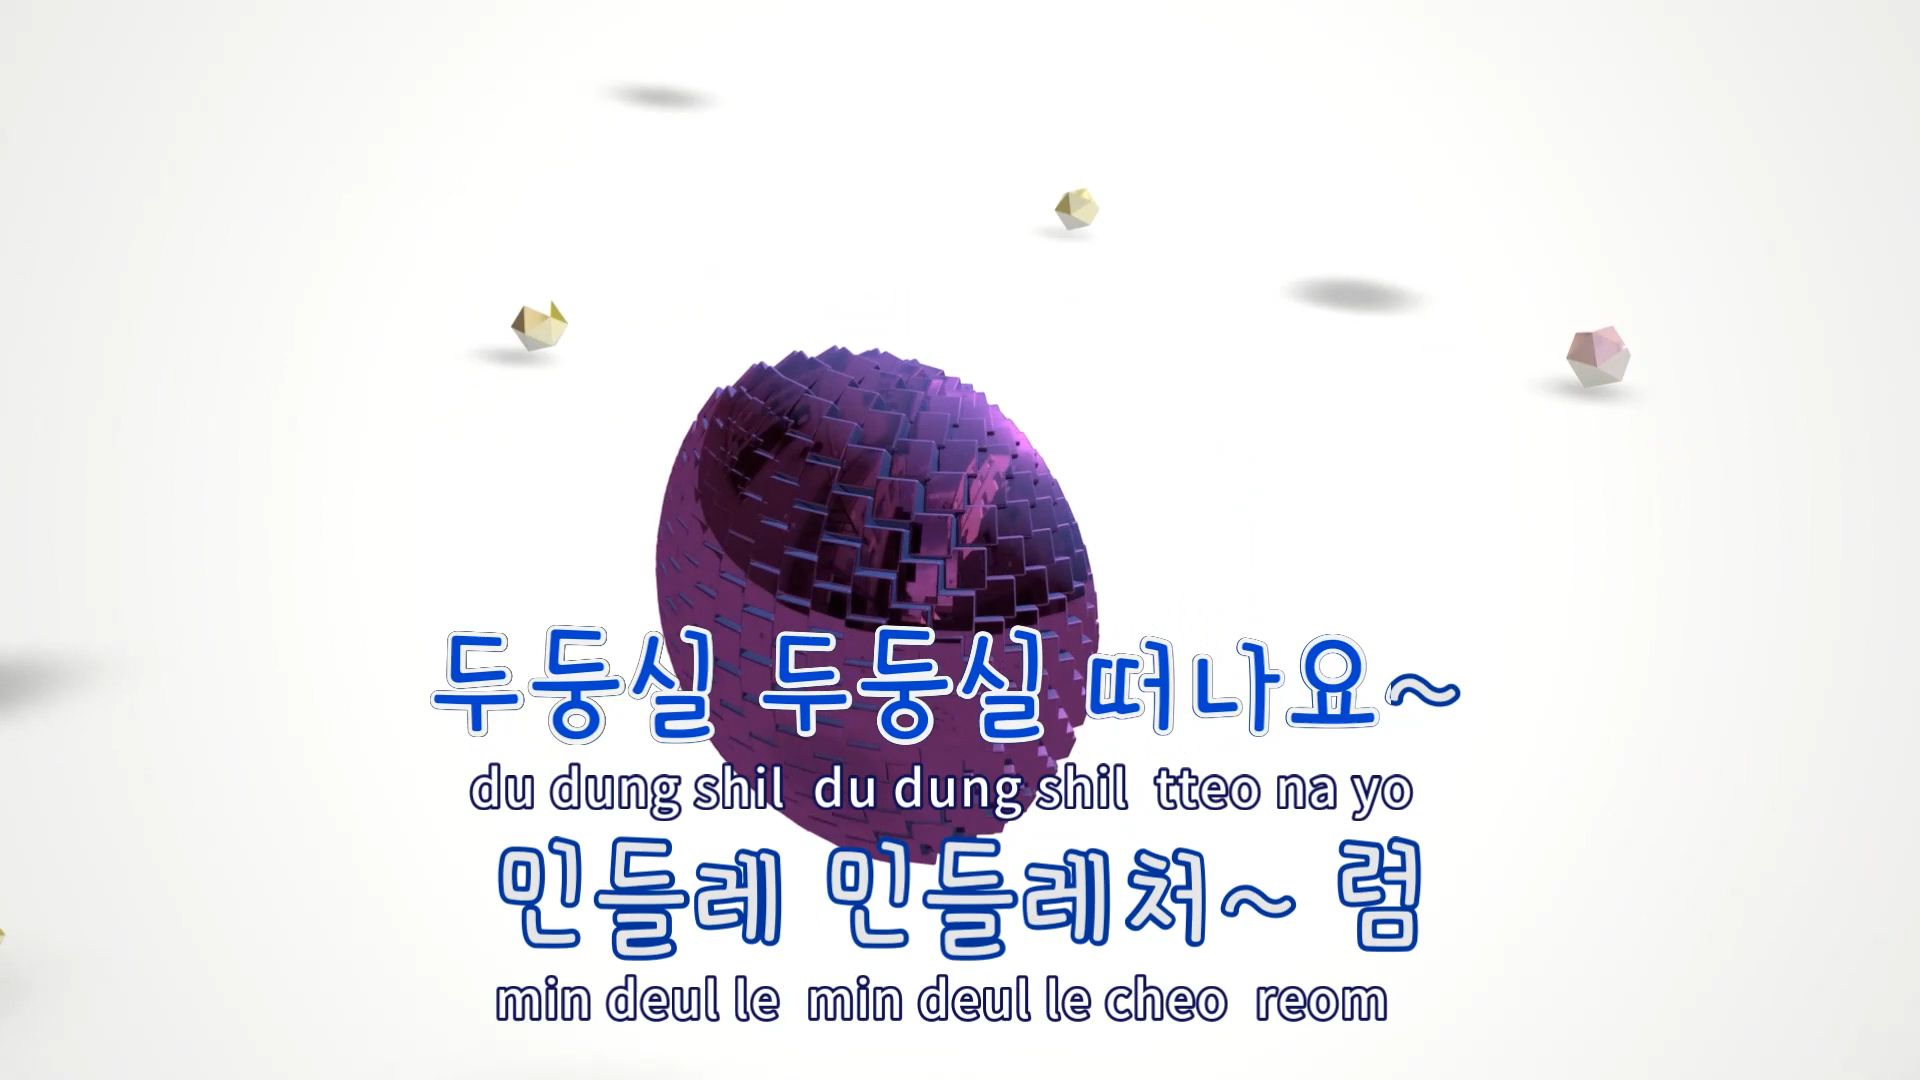 두둥실 두둥실 떠나요~
du dung shil du dung shil tteo na yo
민들레 민들레처~ 럼
min deul le min deul le cheo reom